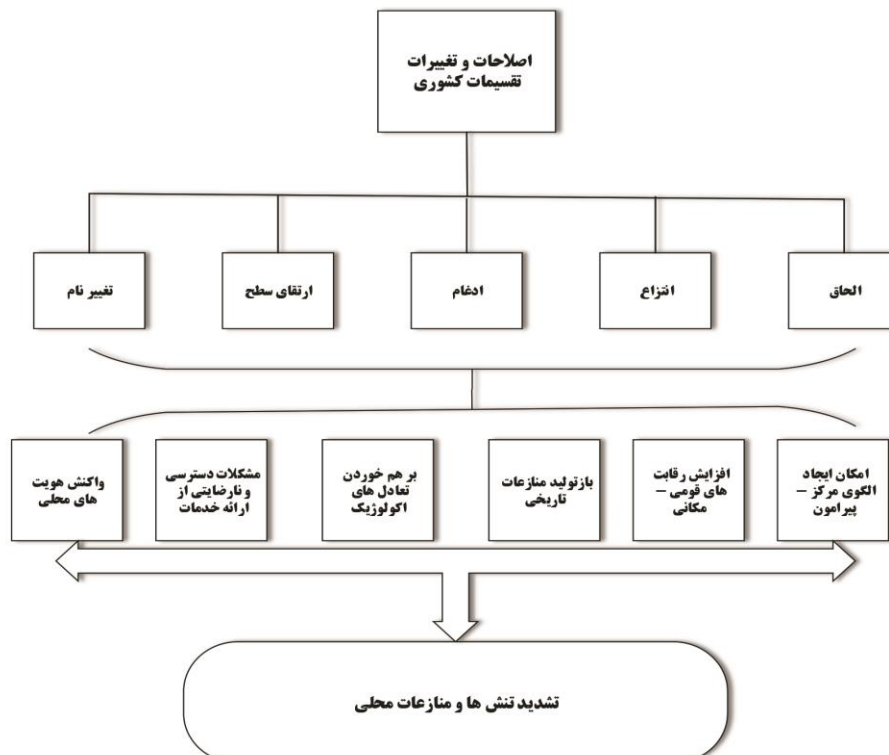 اصلاحات و تغییرات
تقسیمات کشوری
الحاق
انتزاع
ادغام
ارتقای سطح
تغییر نام
امکان ایجاد
الگوی مرکز –
پیرامون
افزایش رقابت
های قومی –
مکانی
بازتولید منازعات
تاریخی
بر هم خوردن
تعادل های
اکولوژیک
مشکلات دسترسی
و نارضایتی از
ارائه خدمات
واکنش هویت
های محلی
تشدید تنش ها و منازعات محلی